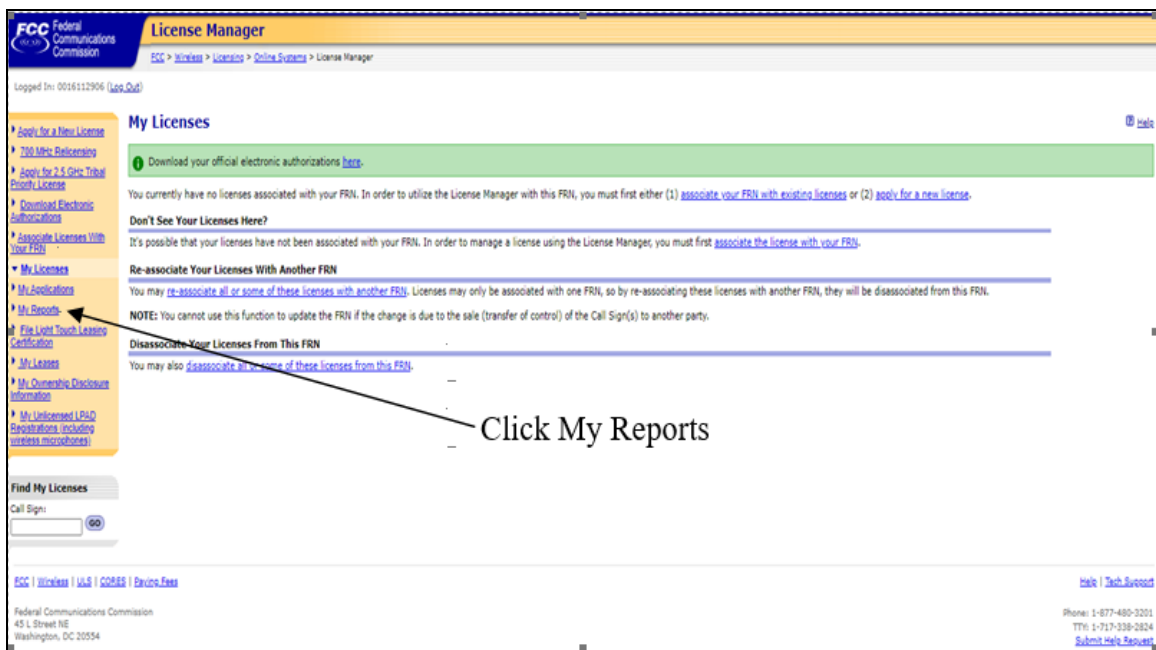 FCC Federal
Communications
Commission
License Manager
FCC > Wireless > Licensing > Online Systems > License Manager
Logged In: 0016112906 (Log Out)
Apply for a New License
700 MHz Relicensing
Apply for 2.5 GHz Tribal
Priority License
Download Electronic
Authorizations
Associate Licenses With
Your FRN
My Licenses
My Applications
My Reports
File Light Touch Leasing
Certification
My Leases
My Ownership Disclosure
Information
My Unlicensed LPAD
Registrations (including
wireless microphones)
Find My Licenses
Call Sign:
GO
My Licenses
Help
Download your official electronic authorizations here.
You currently have no licenses associated with your FRN. In order to utilize the License Manager with this FRN, you must first either (1) associate your FRN with existing licenses or (2) apply for a new license.
Don't See Your Licenses Here?
It's possible that your licenses have not been associated with your FRN. In order to manage a license using the License Manager, you must first associate the license with your FRN.
Re-associate Your Licenses With Another FRN
You may re-associate all or some of these licenses with another FRN. Licenses may only be associated with one FRN, so by re-associating these licenses with another FRN, they will be disassociated from this FRN.
NOTE: You cannot use this function to update the FRN if the change is due to the sale (transfer of control) of the Call Sign(s) to another party.
Disassociate Your Licenses From This FRN
You may also disassociate all or some of these licenses from this FRN.
Click My Reports
FCC | Wireless | ULS | CORES | Paying Fees
Help | Tech Support
Federal Communications Commission
45 L Street NE
Washington, DC 20554
Phone: 1-877-480-3201
TTY: 1-717-338-2824
Submit Help Request